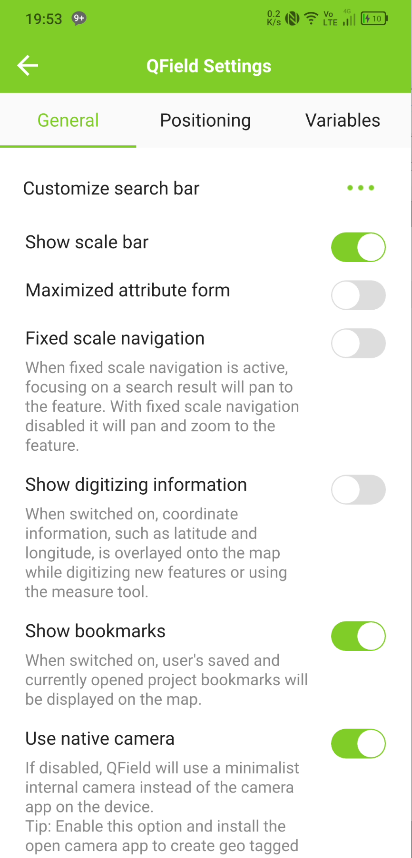 19:53 9+ 0.2 K/s Vo LTE 4G 10
QField Settings
General Positioning Variables
Customize search bar
Show scale bar
Maximized attribute form
Fixed scale navigation
When fixed scale navigation is active,
focusing on a search result will pan to
the feature. With fixed scale navigation
disabled it will pan and zoom to the
feature.
Show digitizing information
When switched on, coordinate
information, such as latitude and
longitude, is overlayed onto the map
while digitizing new features or using
the measure tool.
Show bookmarks
When switched on, user's saved and
currently opened project bookmarks will
be displayed on the map.
Use native camera
If disabled, QField will use a minimalist
internal camera instead of the camera
app on the device.
Tip: Enable this option and install the
open camera app to create geo tagged